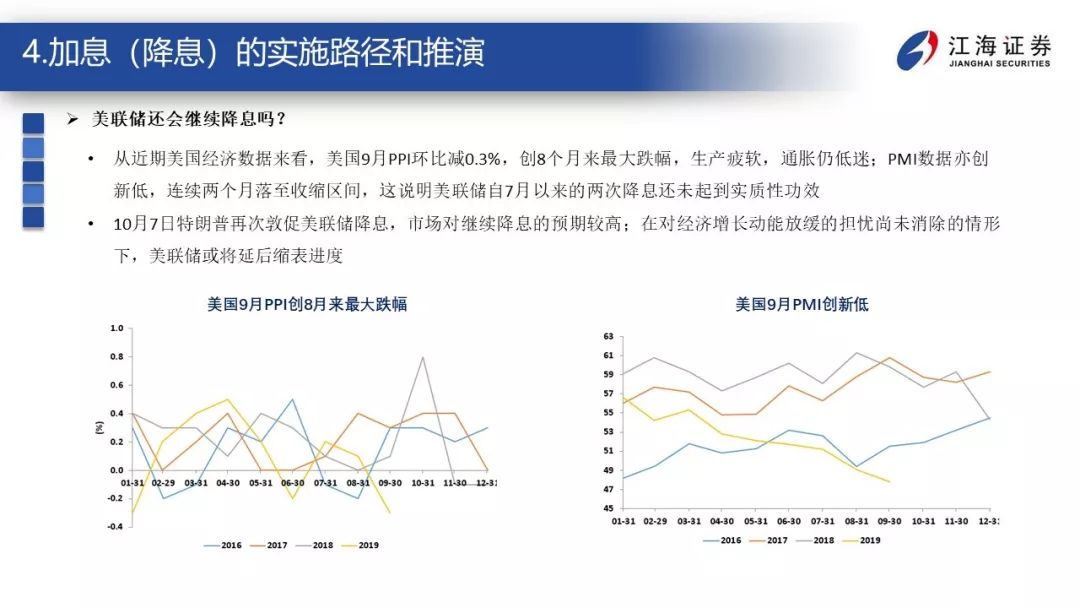 4.加息（降息）的实施路径和推演
江海证券
JIANGHAI SECURITIES
➢ 美联储还会继续降息吗？
• 从近期美国经济数据来看，美国9月PPI环比减0.3%，创8个月来最大跌幅，生产疲软，通胀仍低迷；PMI数据亦创
新低，连续两个月落至收缩区间，这说明美联储自7月以来的两次降息还未起到实质性功效
• 10月7日特朗普再次敦促美联储降息，市场对继续降息的预期较高；在对经济增长动能放缓的担忧尚未消除的情形
下，美联储或将延后缩表进度
美国9月PPI创8月来最大跌幅
(%)
1.0
0.8
0.6
0.4
0.2
0.0
-0.2
-0.4
01-31 02-29 03-31 04-30 05-31 06-30 07-31 08-31 09-30 10-31 11-30 12-31
2016 2017 2018 2019
美国9月PMI创新低
63
61
59
57
55
53
51
49
47
45
01-31 02-29 03-31 04-30 05-31 06-30 07-31 08-31 09-30 10-31 11-30 12-3
2016 2017 2018 2019